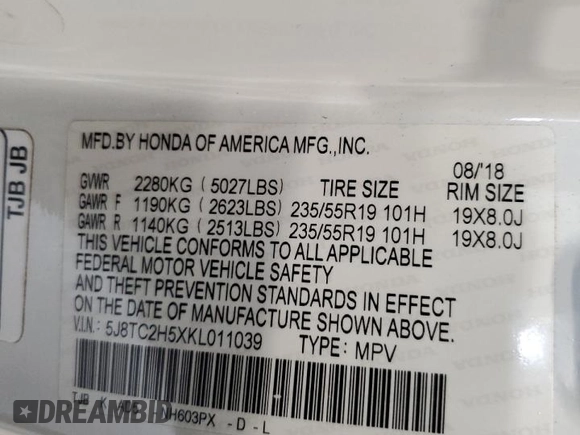 TJB JB
MFD.BY HONDA OF AMERICA MFG.,INC.
08/'18
GVWR 2280KG (5027LBS) TIRE SIZE RIM SIZE
GAWR F 1190KG (2623LBS) 235/55R19 101H 19X8.0J
GAWR R 1140KG (2513LBS) 235/55R19 101H 19X8.0J
THIS VEHICLE CONFORMS TO ALL APPLICABLE
FEDERAL MOTOR VEHICLE SAFETY
AND THEFT PREVENTION STANDARDS IN EFFECT
ON THE DATE OF MANUFACTURE SHOWN ABOVE.
V.I.N.: 5J8TC2H5XKL011039 TYPE: MPV
TJB K NH603PX -D-L
DREAMBID